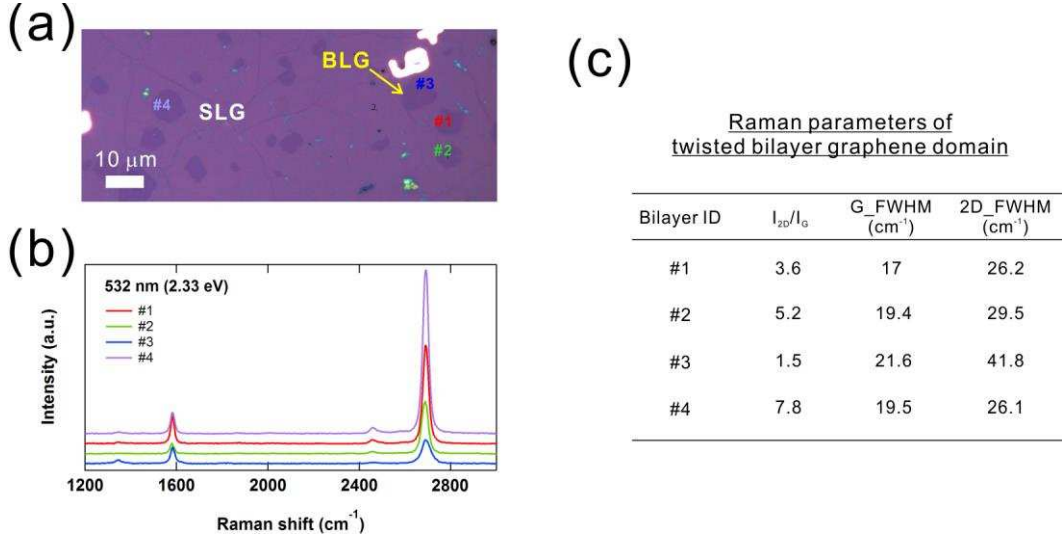 (a)
BLG
#3
#4
SLG
#1
#2
10 μm
(b)
532 nm (2.33 eV)
#1
#2
#3
#4
Intensity (a.u.)
1200 1600 2000 2400 2800
Raman shift (cm⁻¹)
(c)
Raman parameters of
twisted bilayer graphene domain
Bilayer ID I₂D/I_G G_FWHM (cm⁻¹) 2D_FWHM (cm⁻¹)
#1 3.6 17 26.2
#2 5.2 19.4 29.5
#3 1.5 21.6 41.8
#4 7.8 19.5 26.1